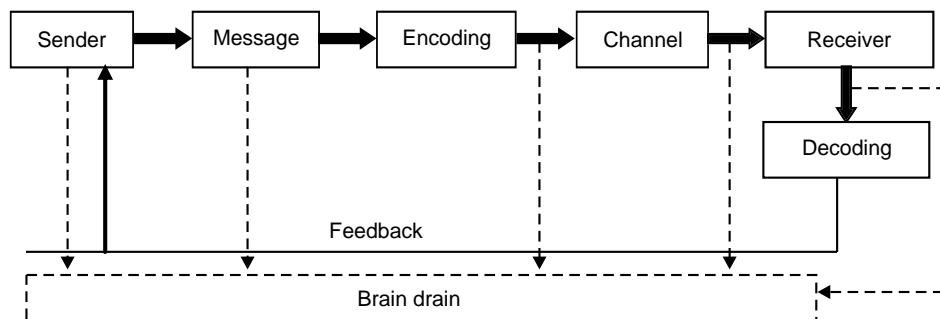 Sender Message Encoding Channel Receiver
Decoding
Feedback
Brain drain